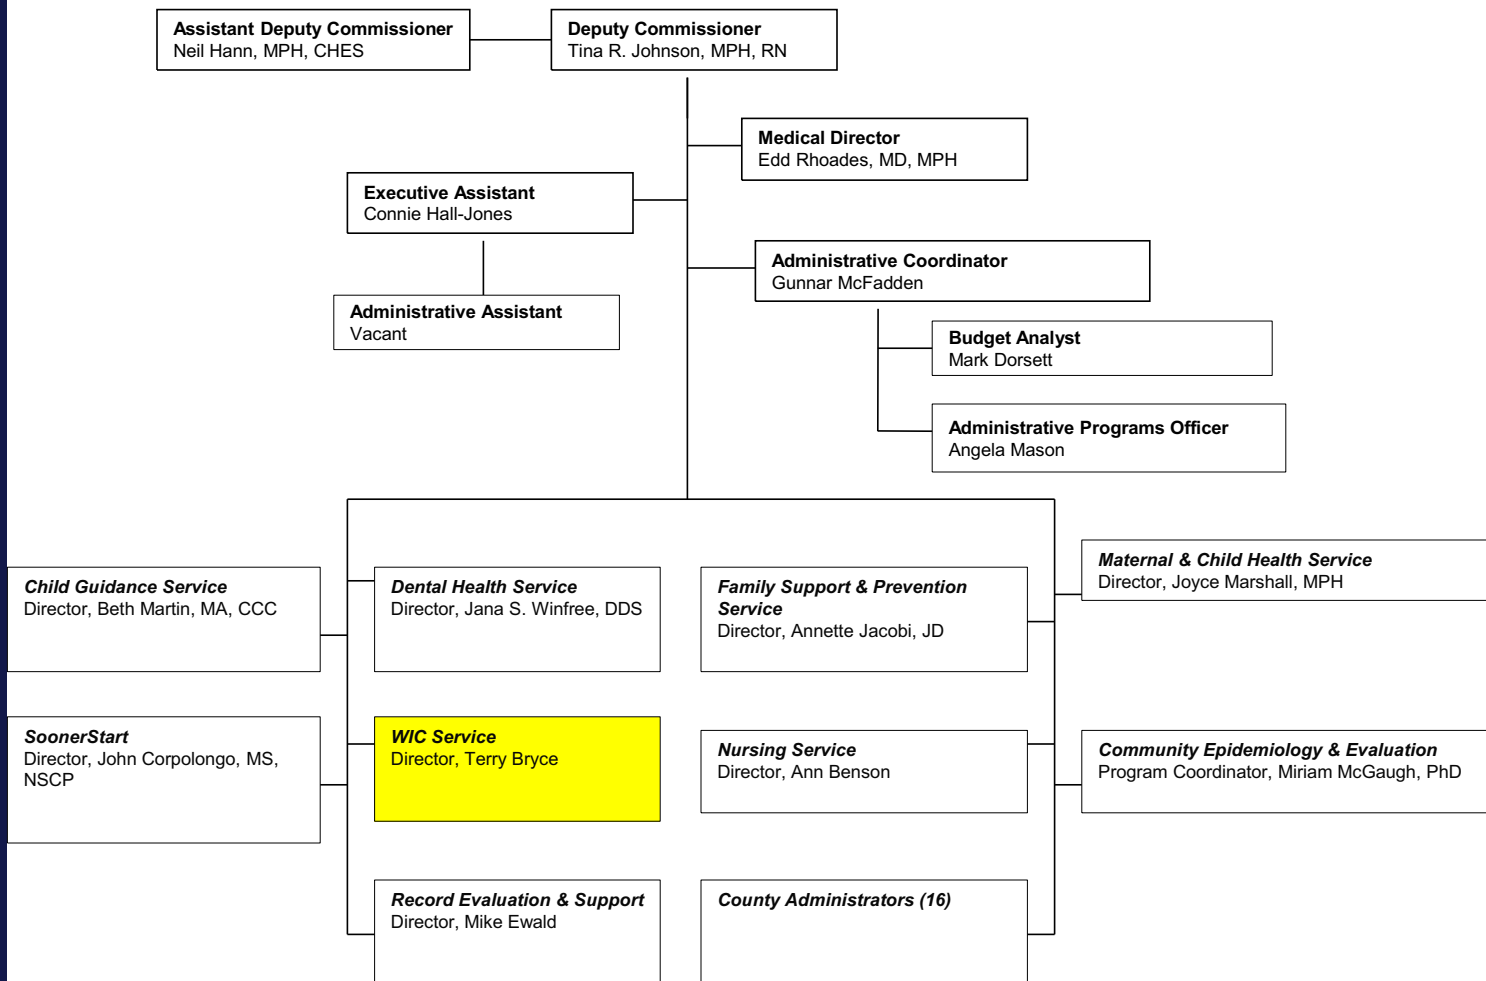 Assistant Deputy Commissioner
Neil Hann, MPH, CHES
Deputy Commissioner
Tina R. Johnson, MPH, RN
Medical Director
Edd Rhoades, MD, MPH
Executive Assistant
Connie Hall-Jones
Administrative Coordinator
Gunnar McFadden
Administrative Assistant
Vacant
Budget Analyst
Mark Dorsett
Administrative Programs Officer
Angela Mason
Child Guidance Service
Director, Beth Martin, MA, CCC
Dental Health Service
Director, Jana S. Winfree, DDS
Family Support & Prevention
Service
Director, Annette Jacobi, JD
Maternal & Child Health Service
Director, Joyce Marshall, MPH
SoonerStart
Director, John Corpolongo, MS,
NSCP
WIC Service
Director, Terry Bryce
Nursing Service
Director, Ann Benson
Community Epidemiology & Evaluation
Program Coordinator, Miriam McGaugh, PhD
Record Evaluation & Support
Director, Mike Ewald
County Administrators (16)